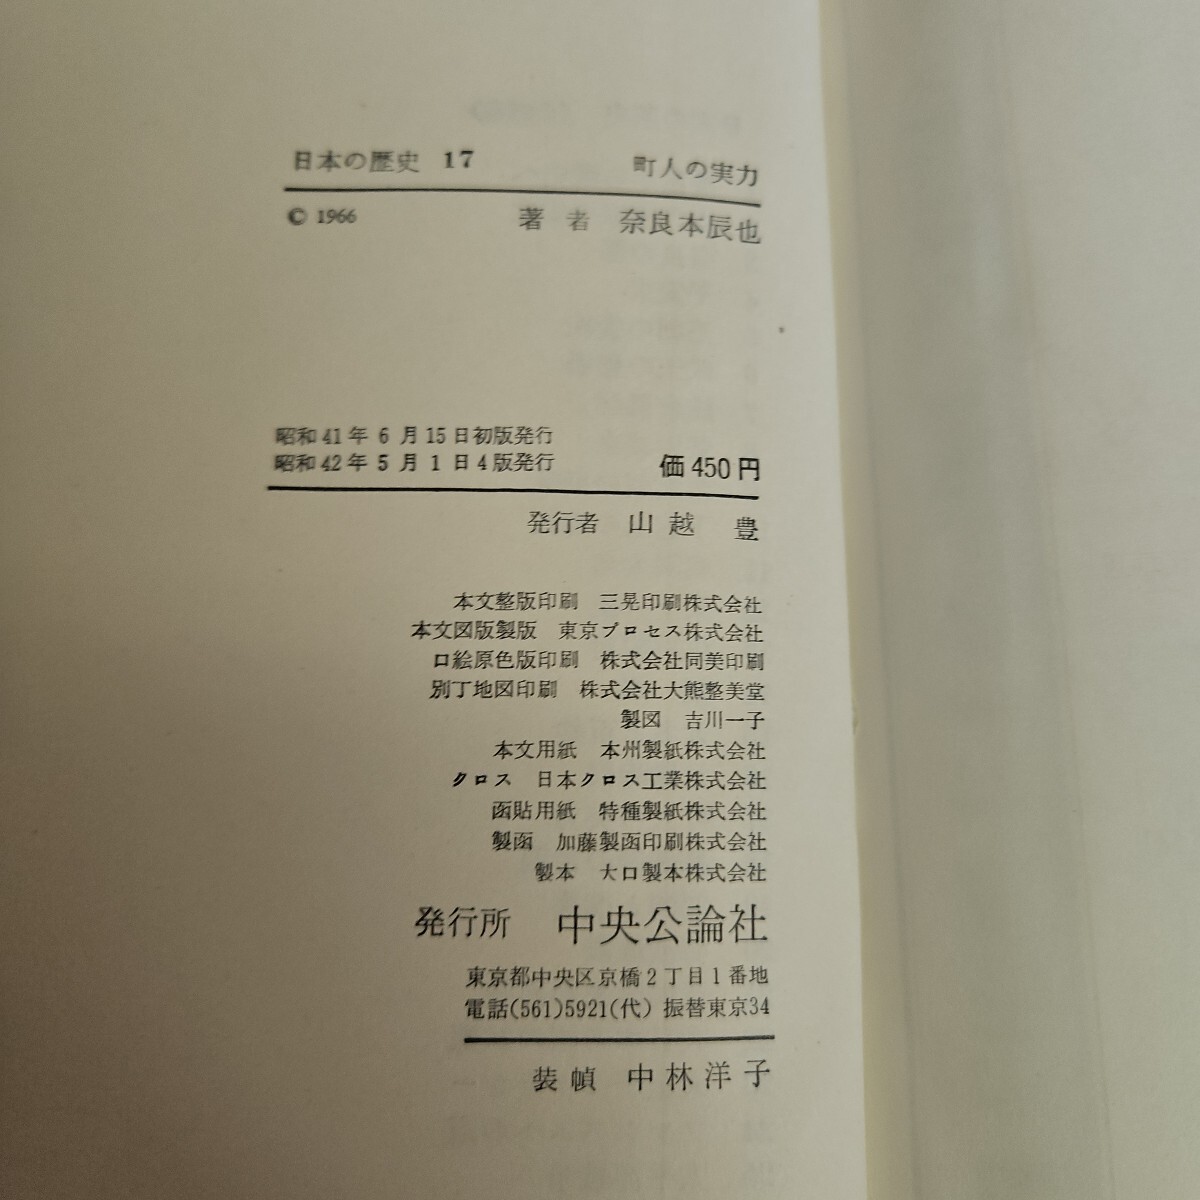 日本の歴史 17 町人の実力
© 1966 著者 奈良本辰也
昭和41年6月15日初版発行
昭和42年5月1日4版発行 価450円
発行者 山越 豊
本文整版印刷 三晃印刷株式会社
本文図版製版 東京プロセス株式会社
口絵原色版印刷 株式会社同美印刷
別丁地図印刷 株式会社大熊整美堂
製図 吉川一子
本文用紙 本州製紙株式会社
クロス 日本クロス工業株式会社
函貼用紙 特種製紙株式会社
製函 加藤製函印刷株式会社
製本 大口製本株式会社
発行所 中央公論社
東京都中央区京橋2丁目1番地
電話(561)5921(代) 振替東京34
装幀 中林洋子